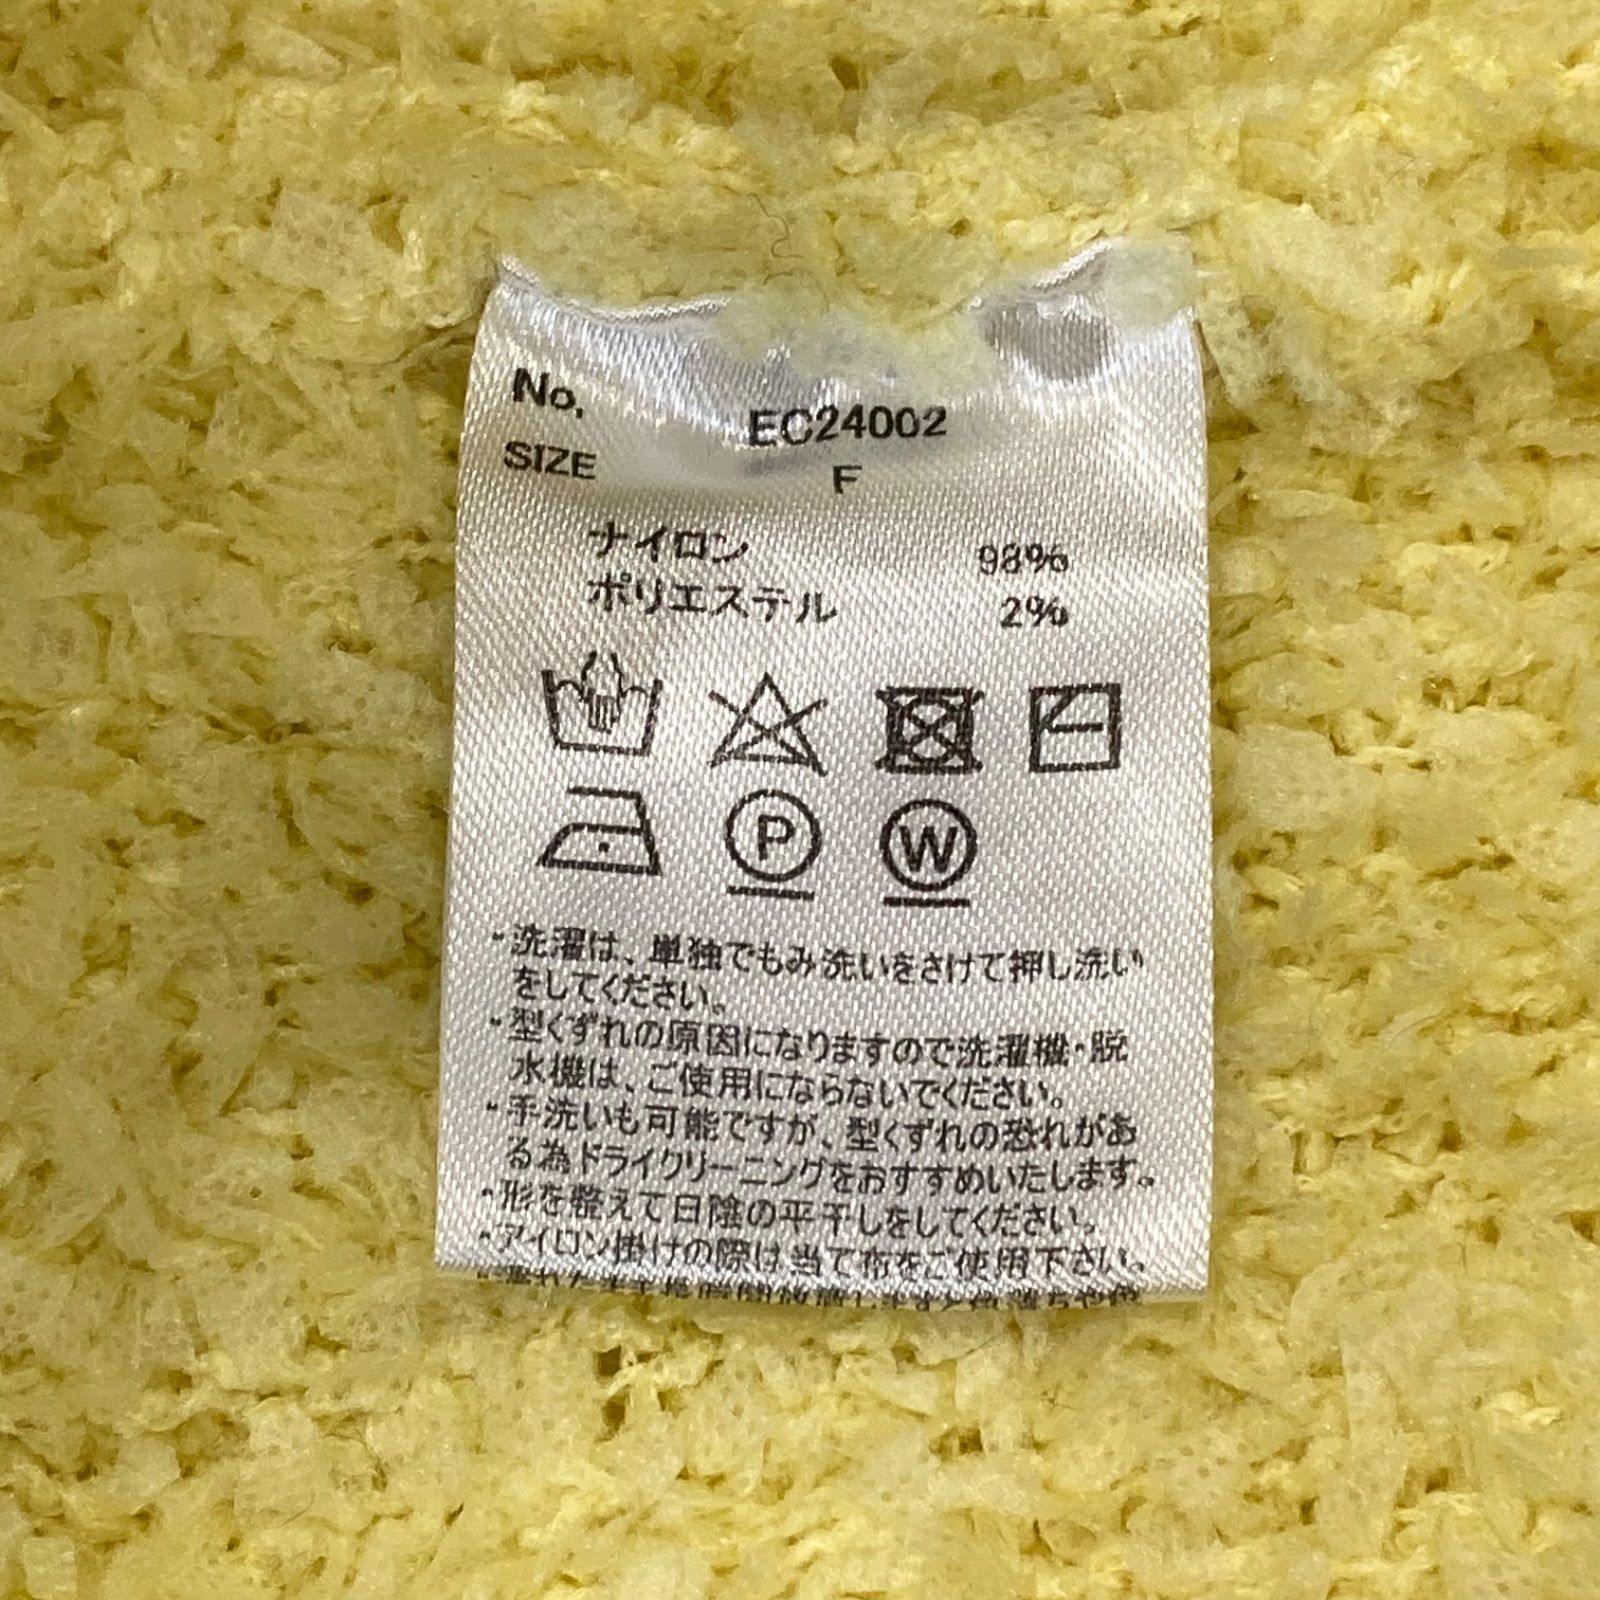 No. EC24002
SIZE F
ナイロン 98%
ポリエステル 2%
P W
・洗濯は、単独でもみ洗いをさけて押し洗い
をしてください。
・型くずれの原因になりますので洗濯機・脱
水機は、ご使用にならないでください。
・手洗いも可能ですが、型くずれの恐れがあ
る為ドライクリーニングをおすすめいたします。
・形を整えて日陰の平干しをしてください。
・アイロン掛けの際は当て布をご使用下さい。